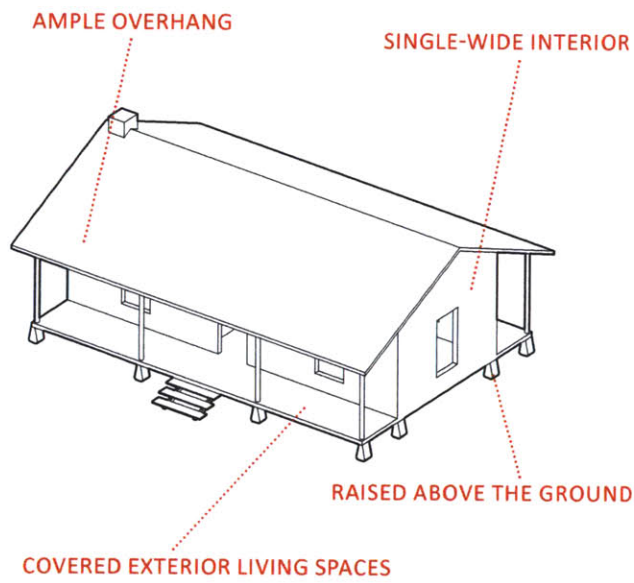 AMPLE OVERHANG
SINGLE-WIDE INTERIOR
RAISED ABOVE THE GROUND
COVERED EXTERIOR LIVING SPACES